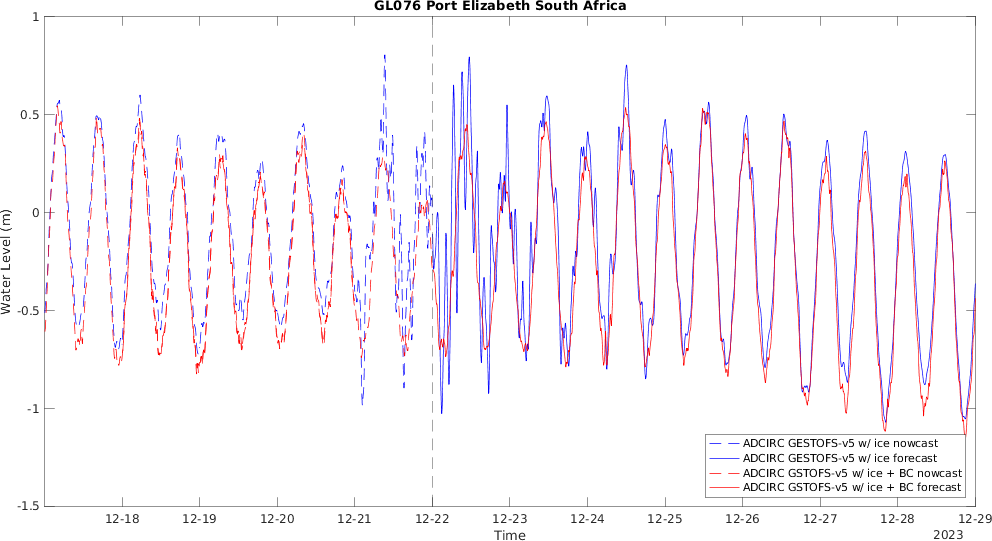 GL076 Port Elizabeth South Africa
1
0.5
0
-0.5
-1
-1.5
Water Level (m)
ADCIRC GESTOFS-v5 w/ ice nowcast
ADCIRC GESTOFS-v5 w/ ice forecast
ADCIRC GSTOFS-v5 w/ ice + BC nowcast
ADCIRC GSTOFS-v5 w/ ice + BC forecast
12-18 12-19 12-20 12-21 12-22 12-23 12-24 12-25 12-26 12-27 12-28 12-29
Time
2023